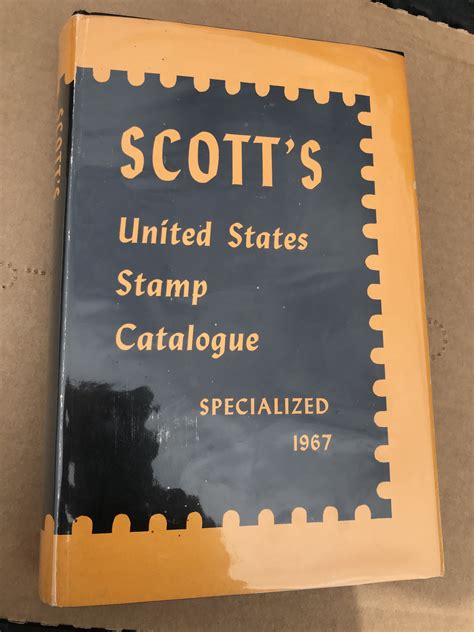 SCOTT'S
United States
Stamp
Catalogue
SPECIALIZED
1967
SCOTT'S